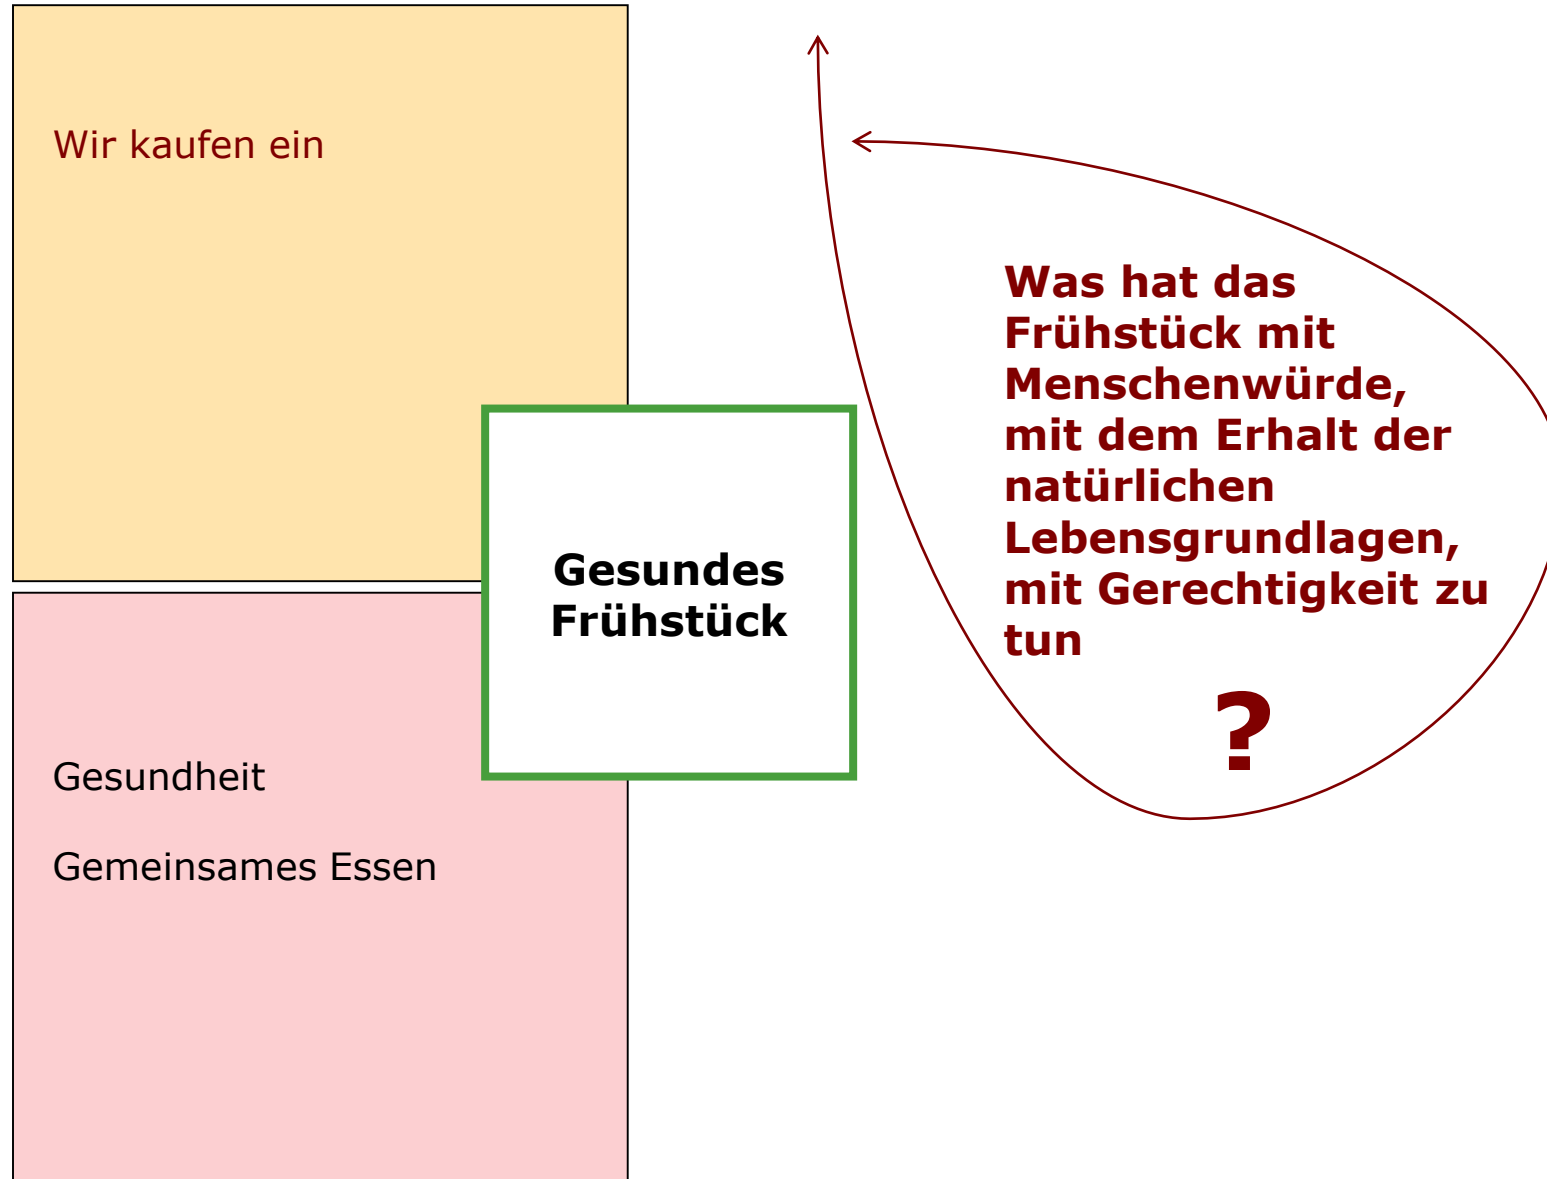 Wir kaufen ein
Gesundes
Frühstück
Gesundheit
Gemeinsames Essen
Was hat das
Frühstück mit
Menschenwürde,
mit dem Erhalt der
natürlichen
Lebensgrundlagen,
mit Gerechtigkeit zu
tun
?